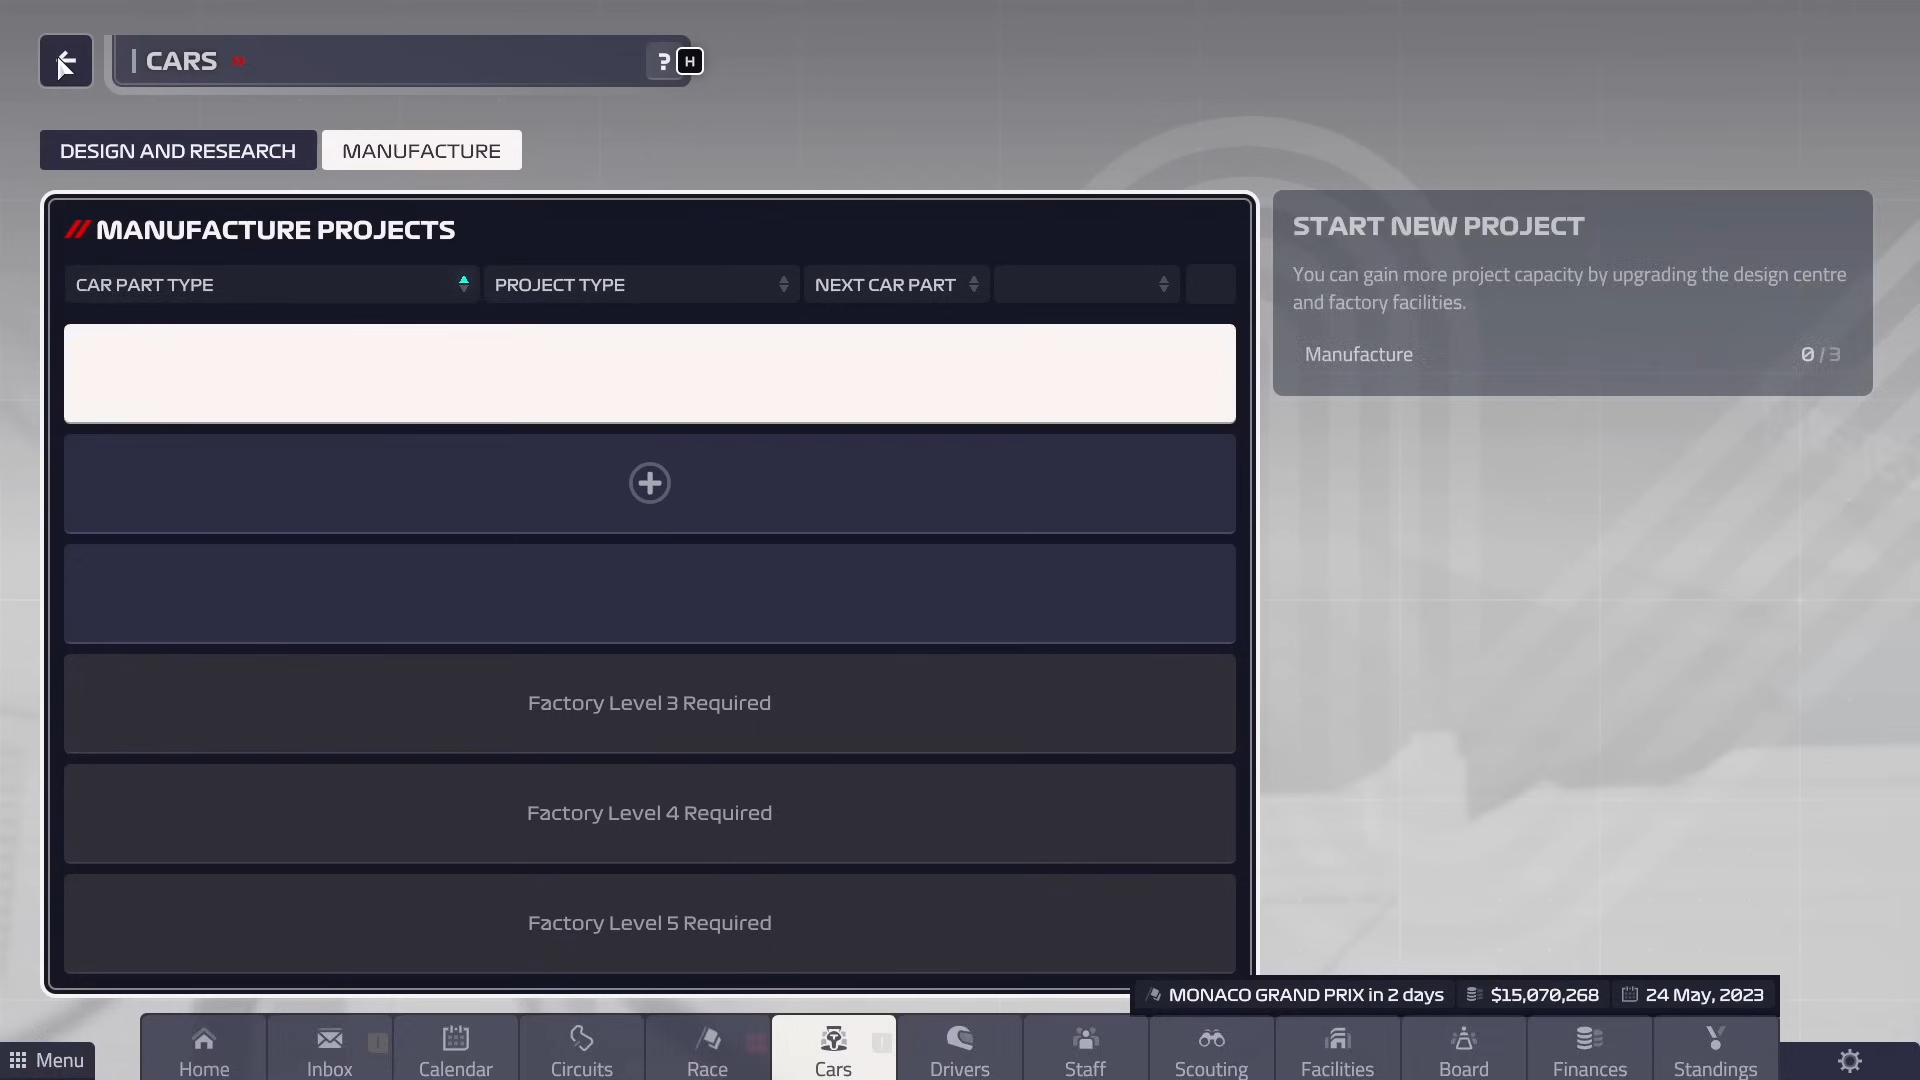 CARS
? H
DESIGN AND RESEARCH
MANUFACTURE
MANUFACTURE PROJECTS
CAR PART TYPE
PROJECT TYPE
NEXT CAR PART
Factory Level 3 Required
Factory Level 4 Required
Factory Level 5 Required
START NEW PROJECT
You can gain more project capacity by upgrading the design centre
and factory facilities.
Manufacture
0 / 3
MONACO GRAND PRIX in 2 days
$15,070,268
24 May, 2023
Menu
Home
Inbox
Calendar
Circuits
Race
Cars
Drivers
Staff
Scouting
Facilities
Board
Finances
Standings